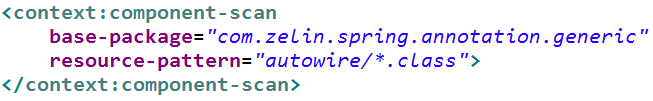 <context:component-scan
base-package="com.zelin.spring.annotation.generic"
resource-pattern="autowire/*.class">
</context:component-scan>